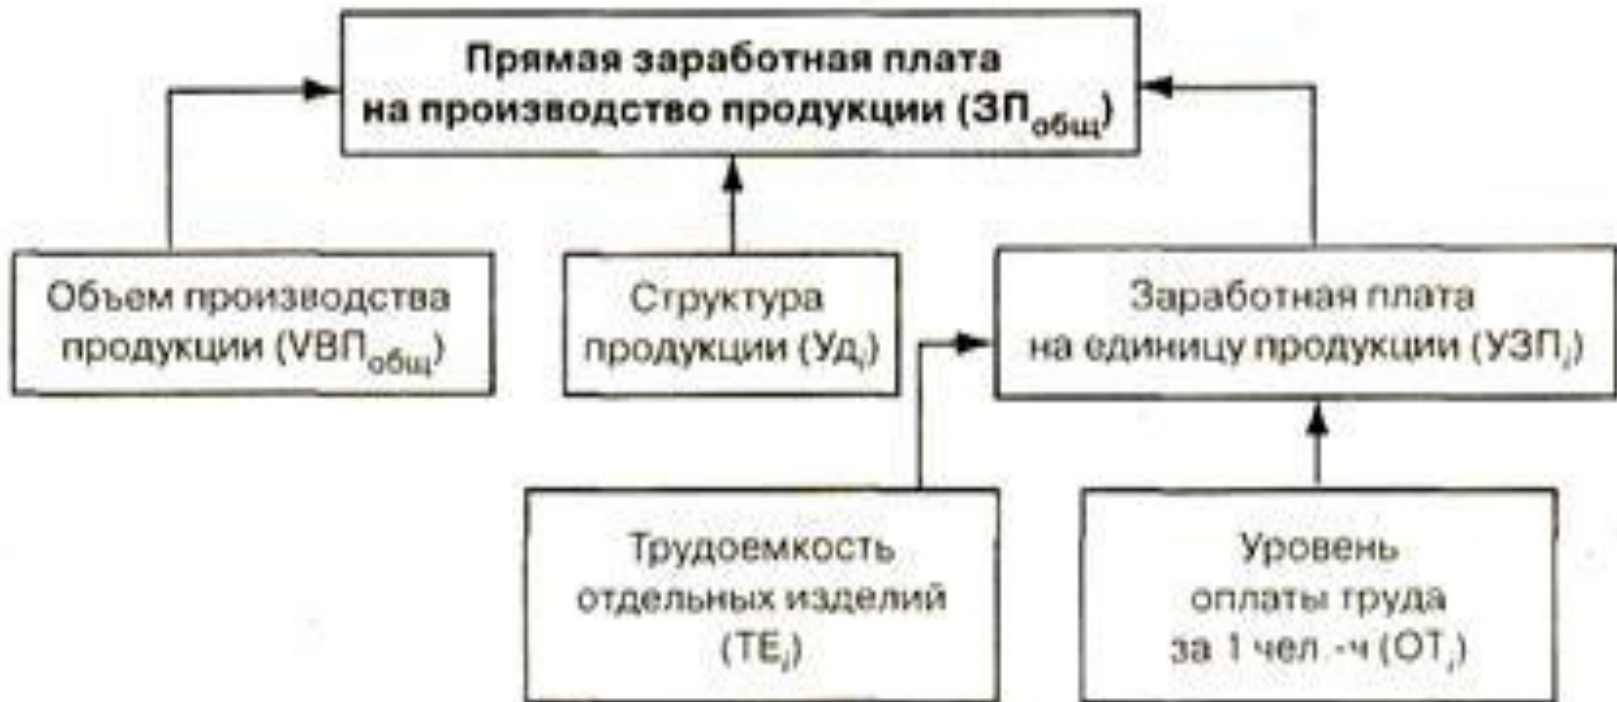 Прямая заработная плата
на производство продукции (ЗПобщ)
Объем производства
продукции (VВПобщ)
Структура
продукции (Удi)
Заработная плата
на единицу продукции (УЗПi)
Трудоемкость
отдельных изделий
(ТЕi)
Уровень
оплаты труда
за 1 чел.-ч (ОТi)